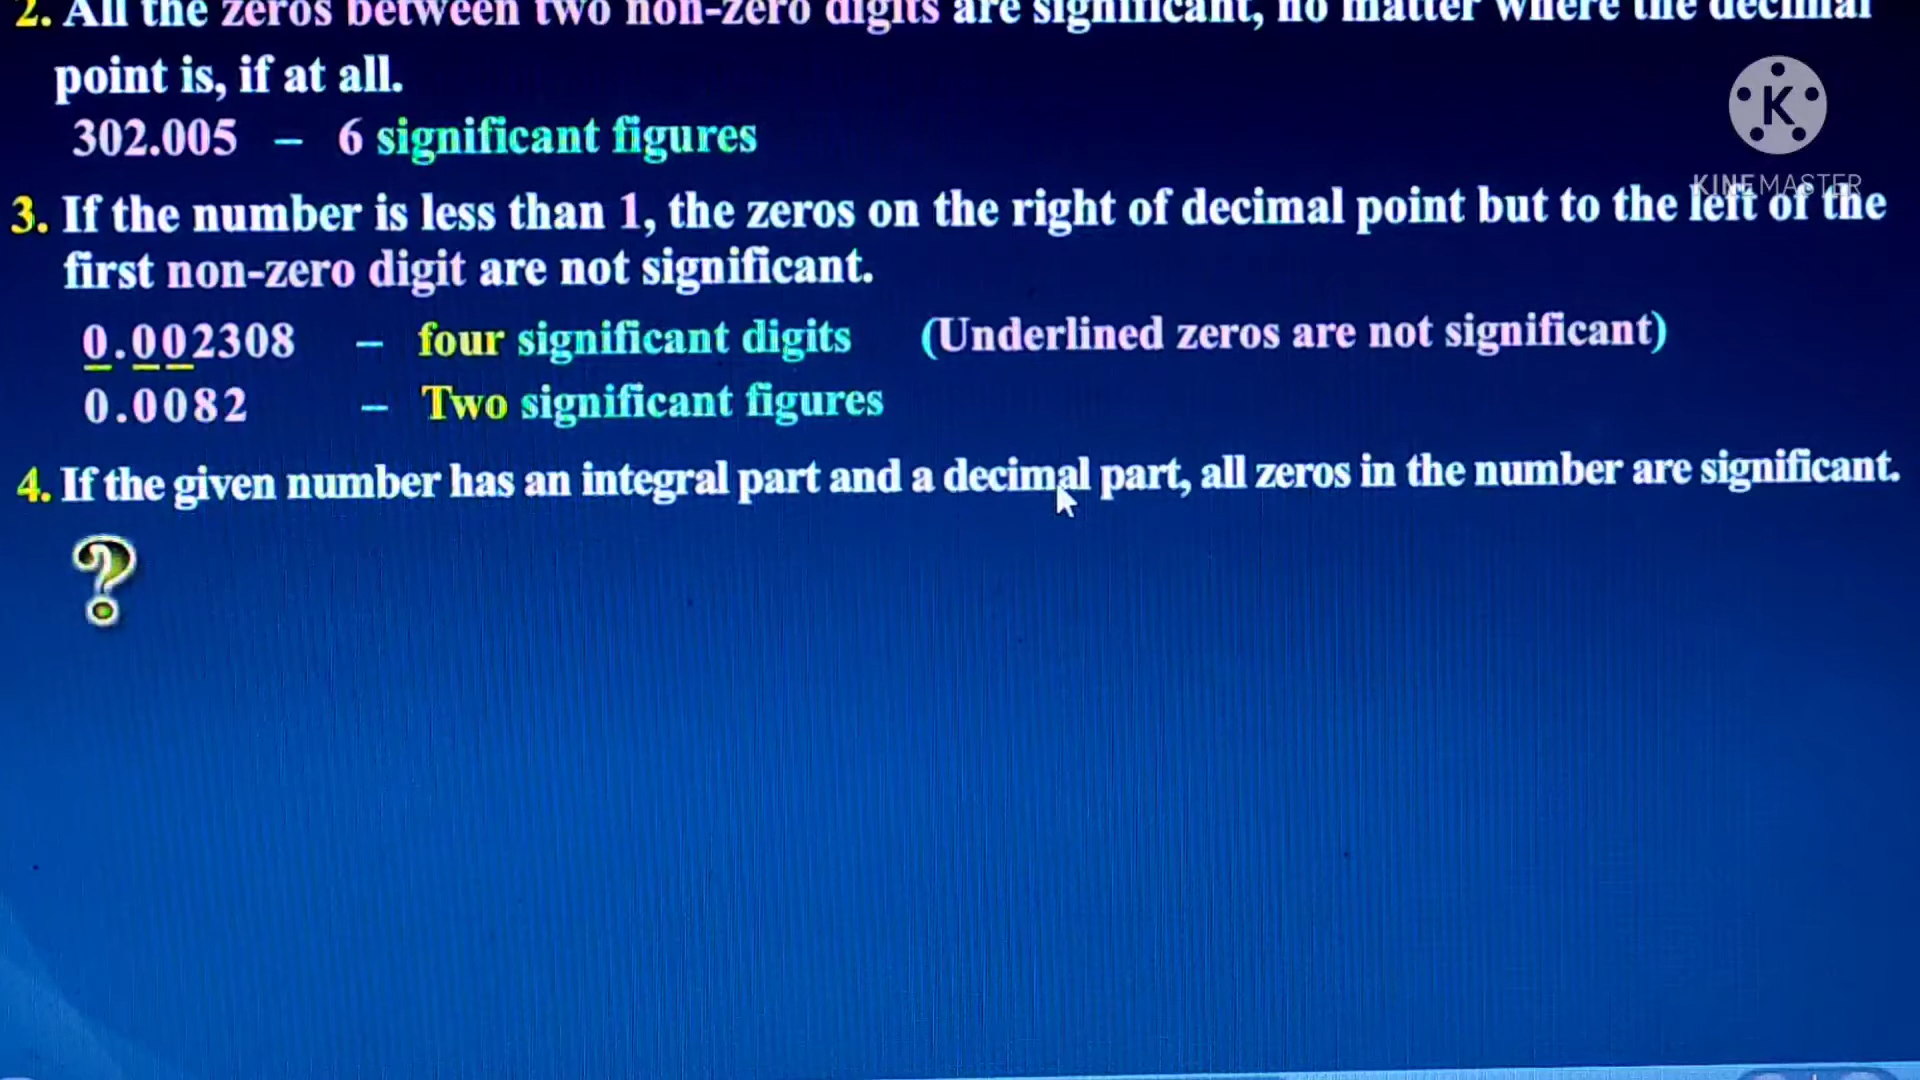 2. All the zeros between two non-zero digits are significant, no matter where the decimal
point is, if at all.
302.005 – 6 significant figures
K
KINEMASTER
3. If the number is less than 1, the zeros on the right of decimal point but to the left of the
first non-zero digit are not significant.
0.002308 – four significant digits (Underlined zeros are not significant)
0.0082 – Two significant figures
4. If the given number has an integral part and a decimal part, all zeros in the number are significant.
?